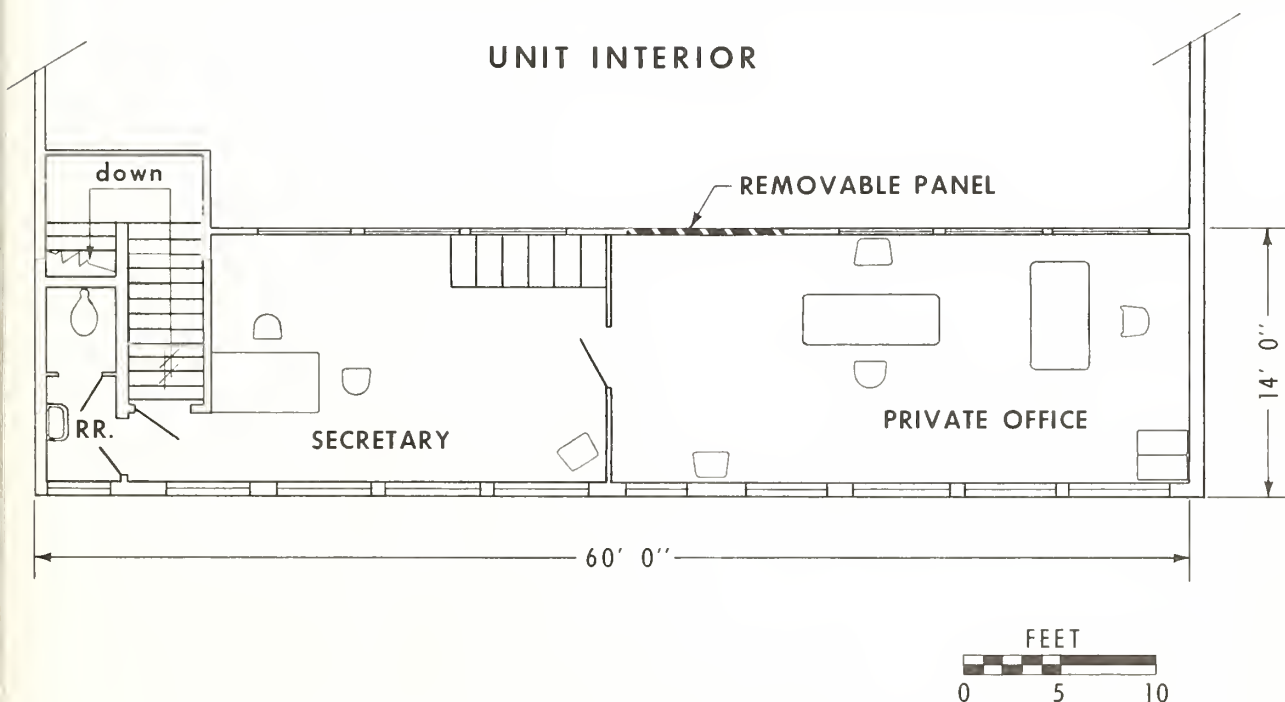 UNIT INTERIOR
down
REMOVABLE PANEL
RR.
SECRETARY
PRIVATE OFFICE
14' 0"
60' 0"
FEET
0 5 10